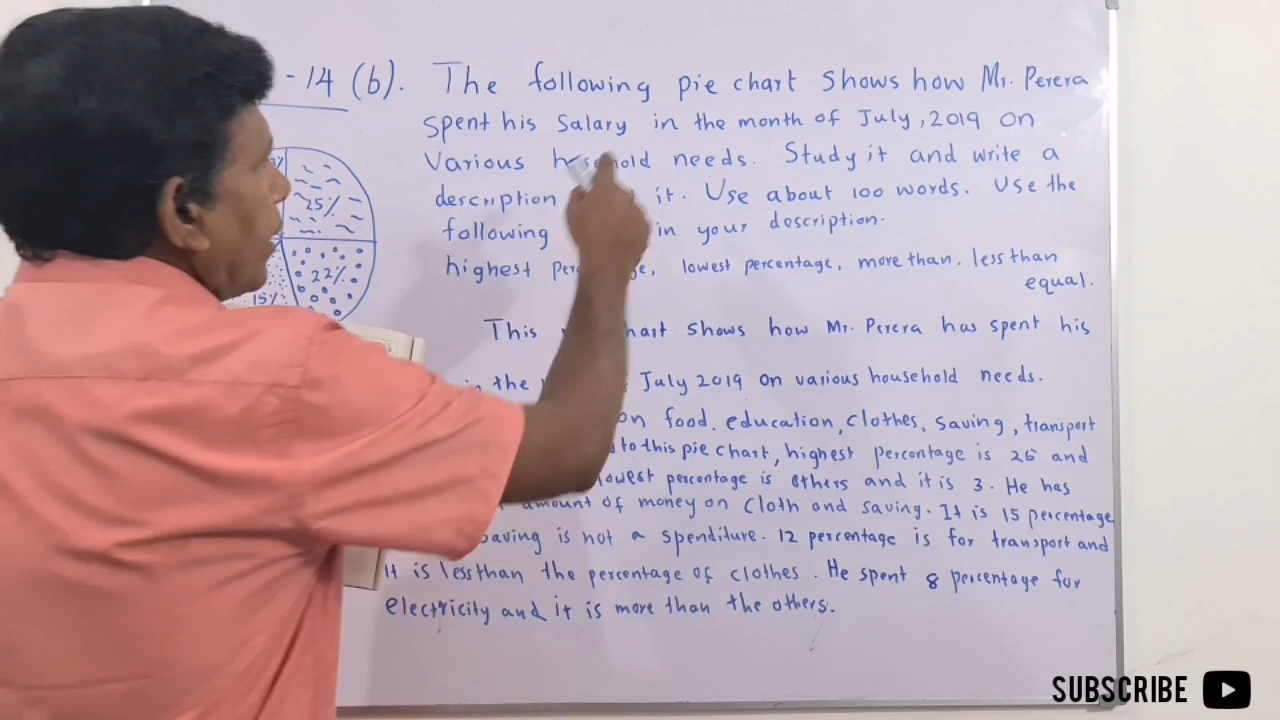 -14 (b). The following pie chart shows how Mr. Perera
spent his salary in the month of July, 2019 on
various household needs. Study it and write a
decription it. Use about 100 words. Use the
following in your description.
highest lowest percentage, more than, less than
equal.
25%
22%
15%
This chart shows how Mr. Perera has spent his
in the July 2019 on various household needs.
on food, education, clothes, saving, transport
to this pie chart, highest percentage is 25 and
lowest percentage is others and it is 3. He has
amount of money on cloth and saving. It is 15 percentage
saving is not a spenditure. 12 percentage is for transport and
It is lessthan the percentage of clothes. He spent 8 percentage for
electricity and it is more than the others.
SUBSCRIBE